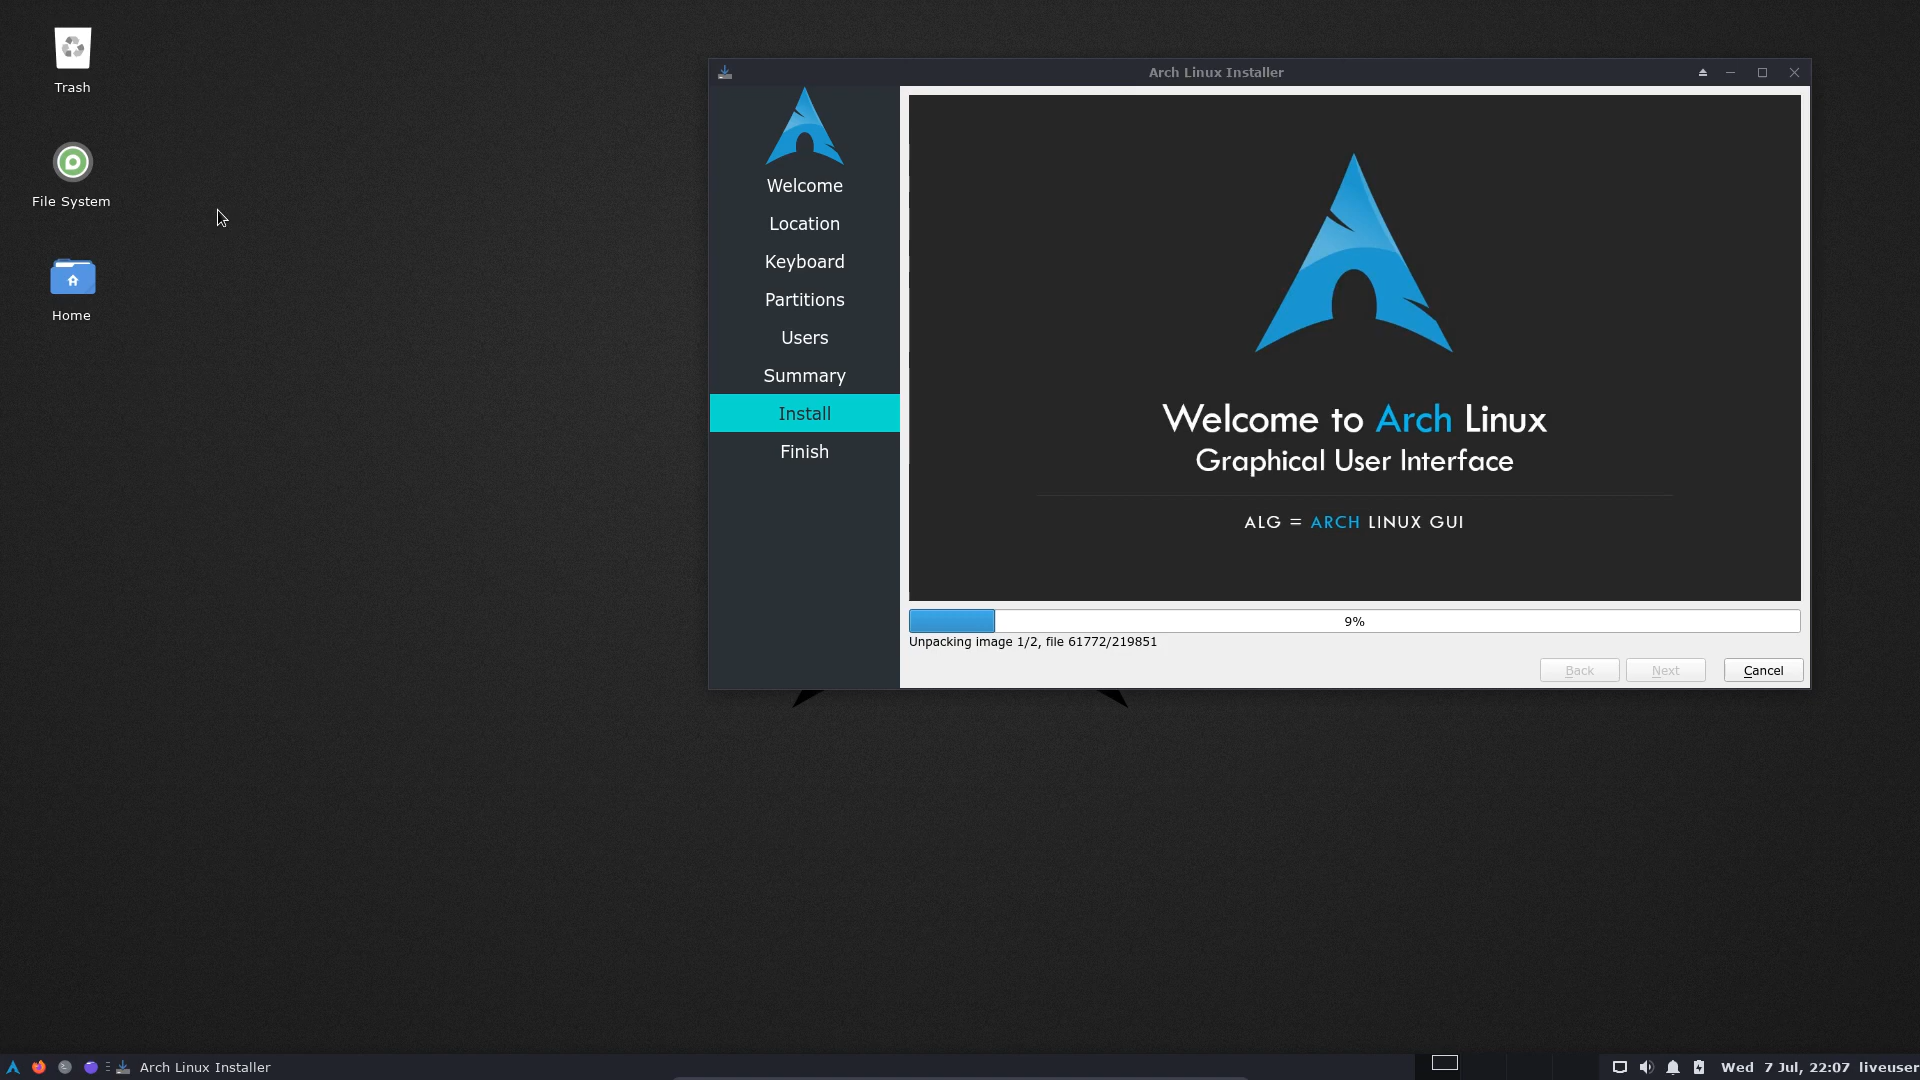 Trash
File System
Home
Arch Linux Installer
Welcome
Location
Keyboard
Partitions
Users
Summary
Install
Finish
Welcome to Arch Linux
Graphical User Interface
ALG = ARCH LINUX GUI
9%
Unpacking image 1/2, file 61772/219851
Back
Next
Cancel
Arch Linux Installer
Wed 7 Jul, 22:07 liveuser